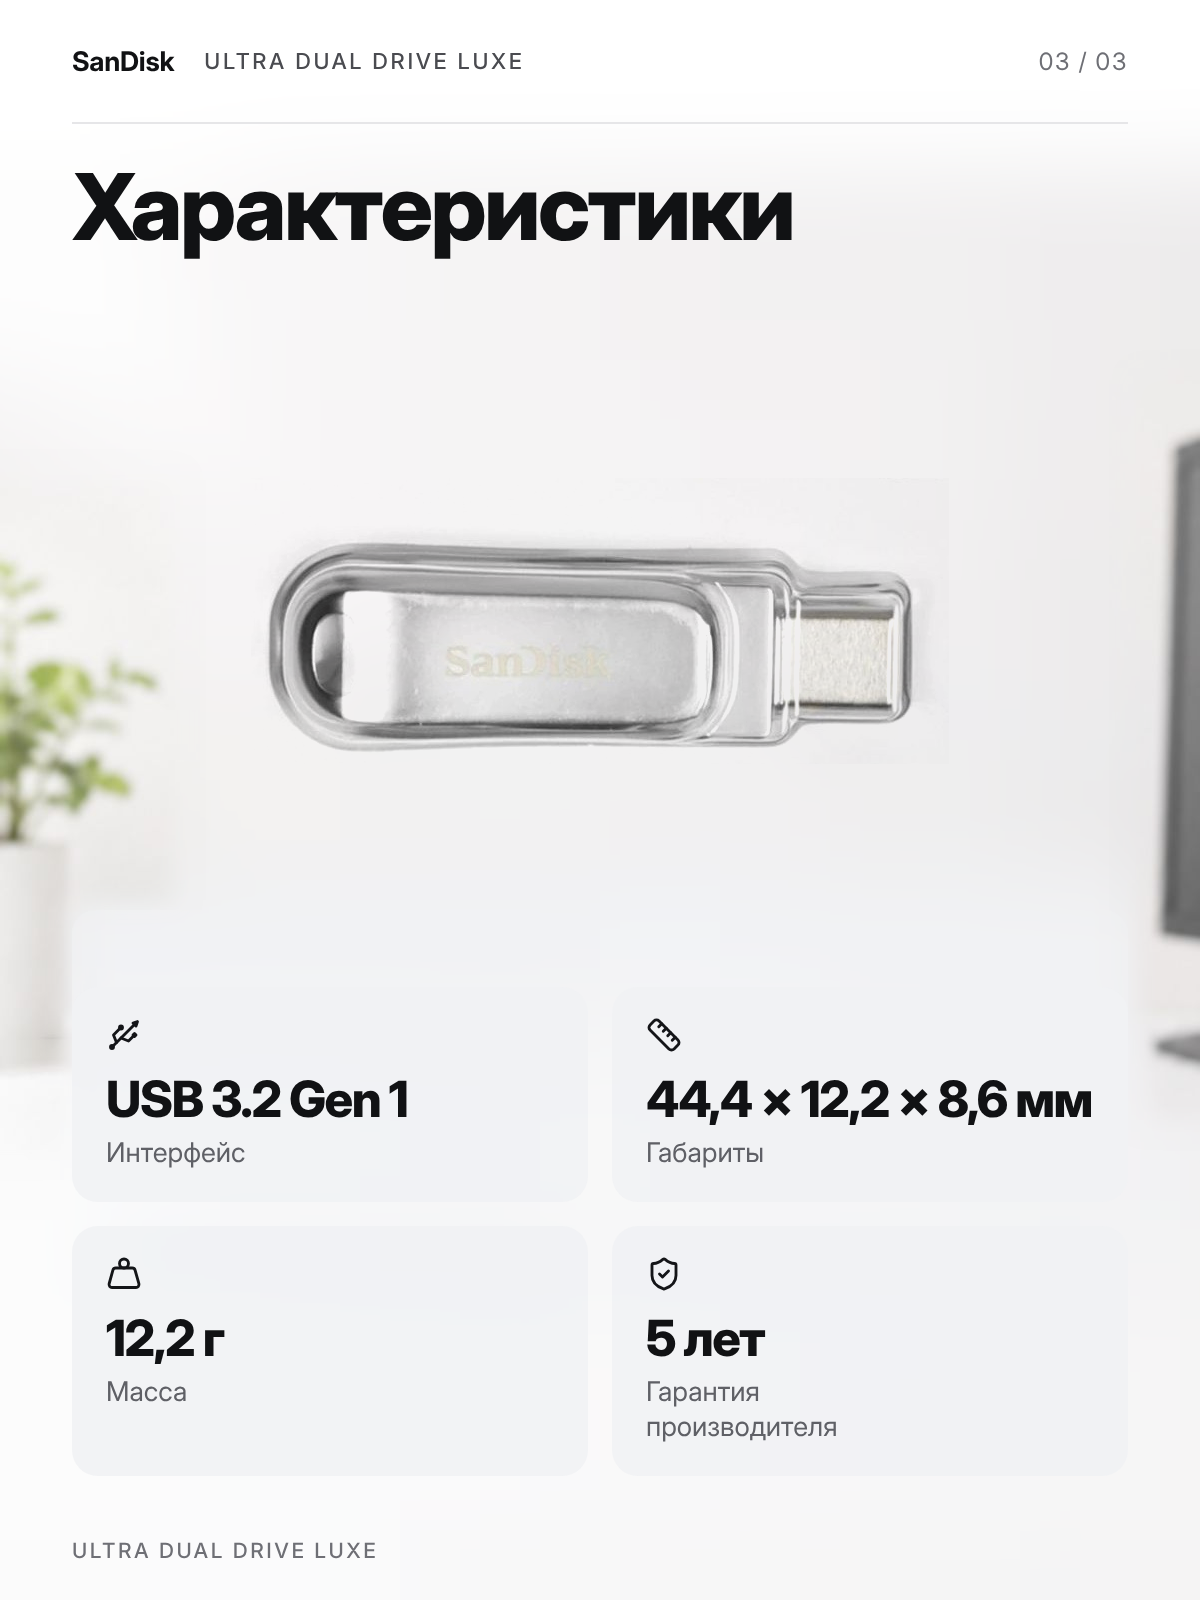 SanDisk ULTRA DUAL DRIVE LUXE 03 / 03
Характеристики
SanDisk
USB 3.2 Gen 1
Интерфейс
44,4 × 12,2 × 8,6 мм
Габариты
12,2 г
Масса
5 лет
Гарантия
производителя
ULTRA DUAL DRIVE LUXE